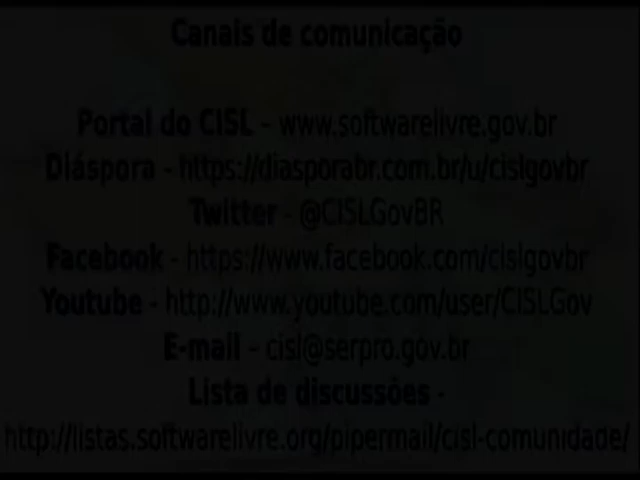 Canais de comunicação
Portal do CISL - www.softwarelivre.gov.br
Diáspora - https://diasporabr.com.br/u/cislgovbr
Twitter - @CISLGovBR
Facebook - https://www.facebook.com/cislgovbr
Youtube - http://www.youtube.com/user/CISLGov
E-mail - cisl@serpro.gov.br
Lista de discussões -
http://listas.softwarelivre.org/pipermail/cisl-comunidade/